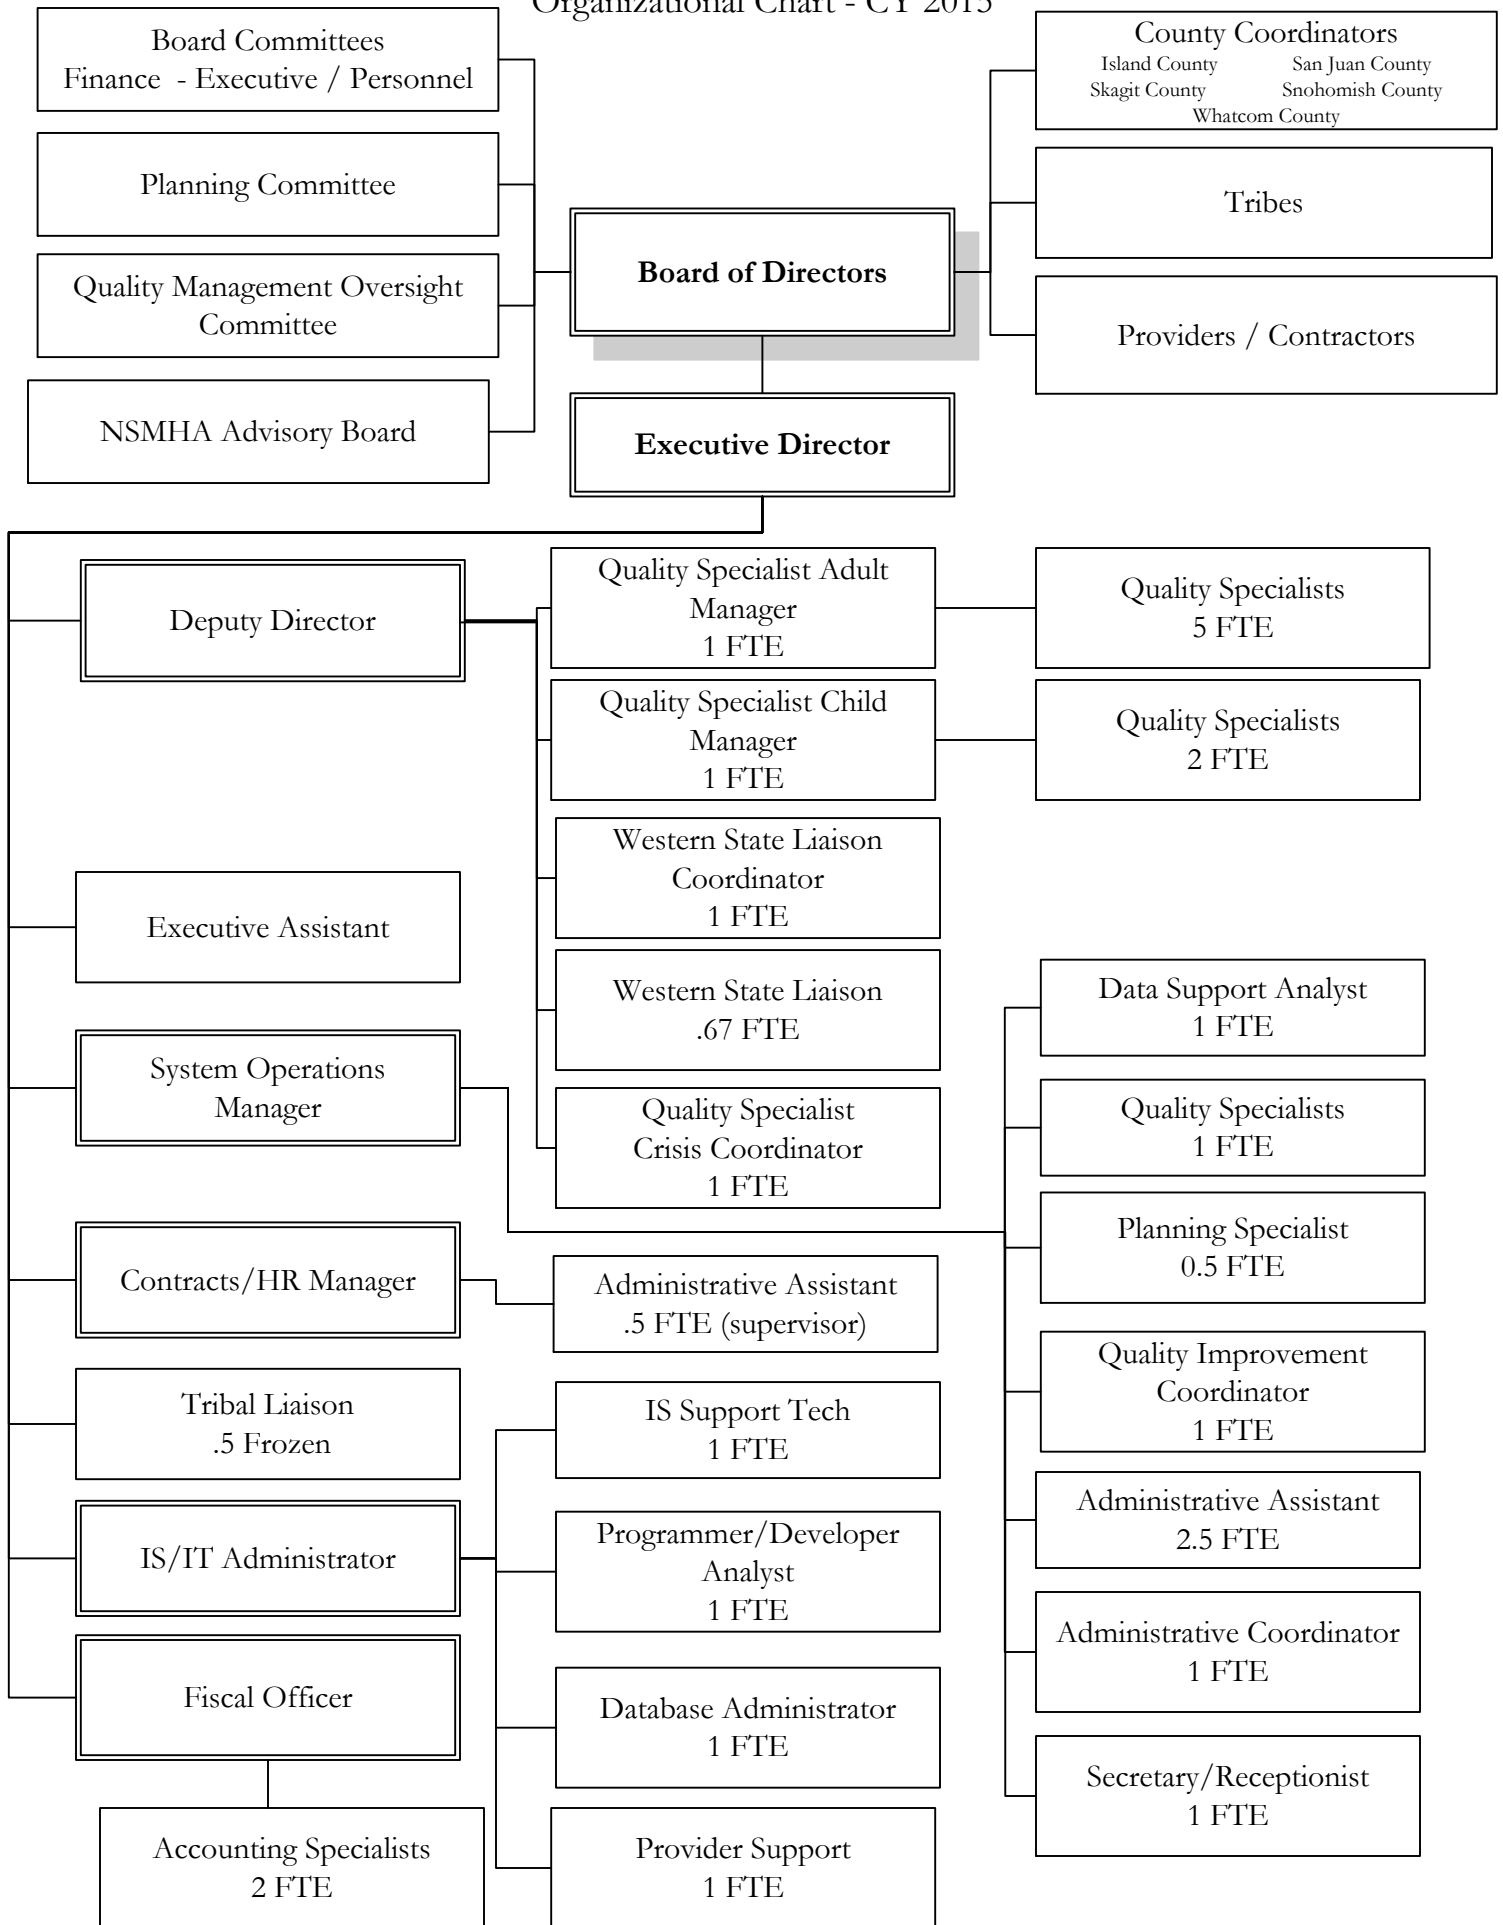 Organizational Chart - CY 2015
Board Committees
Finance - Executive / Personnel
Planning Committee
Quality Management Oversight
Committee
NSMHA Advisory Board
Board of Directors
Executive Director
County Coordinators
Island County San Juan County
Skagit County Snohomish County
Whatcom County
Tribes
Providers / Contractors
Deputy Director
Quality Specialist Adult
Manager
1 FTE
Quality Specialists
5 FTE
Quality Specialist Child
Manager
1 FTE
Quality Specialists
2 FTE
Western State Liaison
Coordinator
1 FTE
Western State Liaison
.67 FTE
Quality Specialist
Crisis Coordinator
1 FTE
Executive Assistant
System Operations
Manager
Data Support Analyst
1 FTE
Quality Specialists
1 FTE
Planning Specialist
0.5 FTE
Quality Improvement
Coordinator
1 FTE
Administrative Assistant
2.5 FTE
Administrative Coordinator
1 FTE
Secretary/Receptionist
1 FTE
Contracts/HR Manager
Administrative Assistant
.5 FTE (supervisor)
Tribal Liaison
.5 Frozen
IS/IT Administrator
IS Support Tech
1 FTE
Programmer/Developer
Analyst
1 FTE
Database Administrator
1 FTE
Provider Support
1 FTE
Fiscal Officer
Accounting Specialists
2 FTE